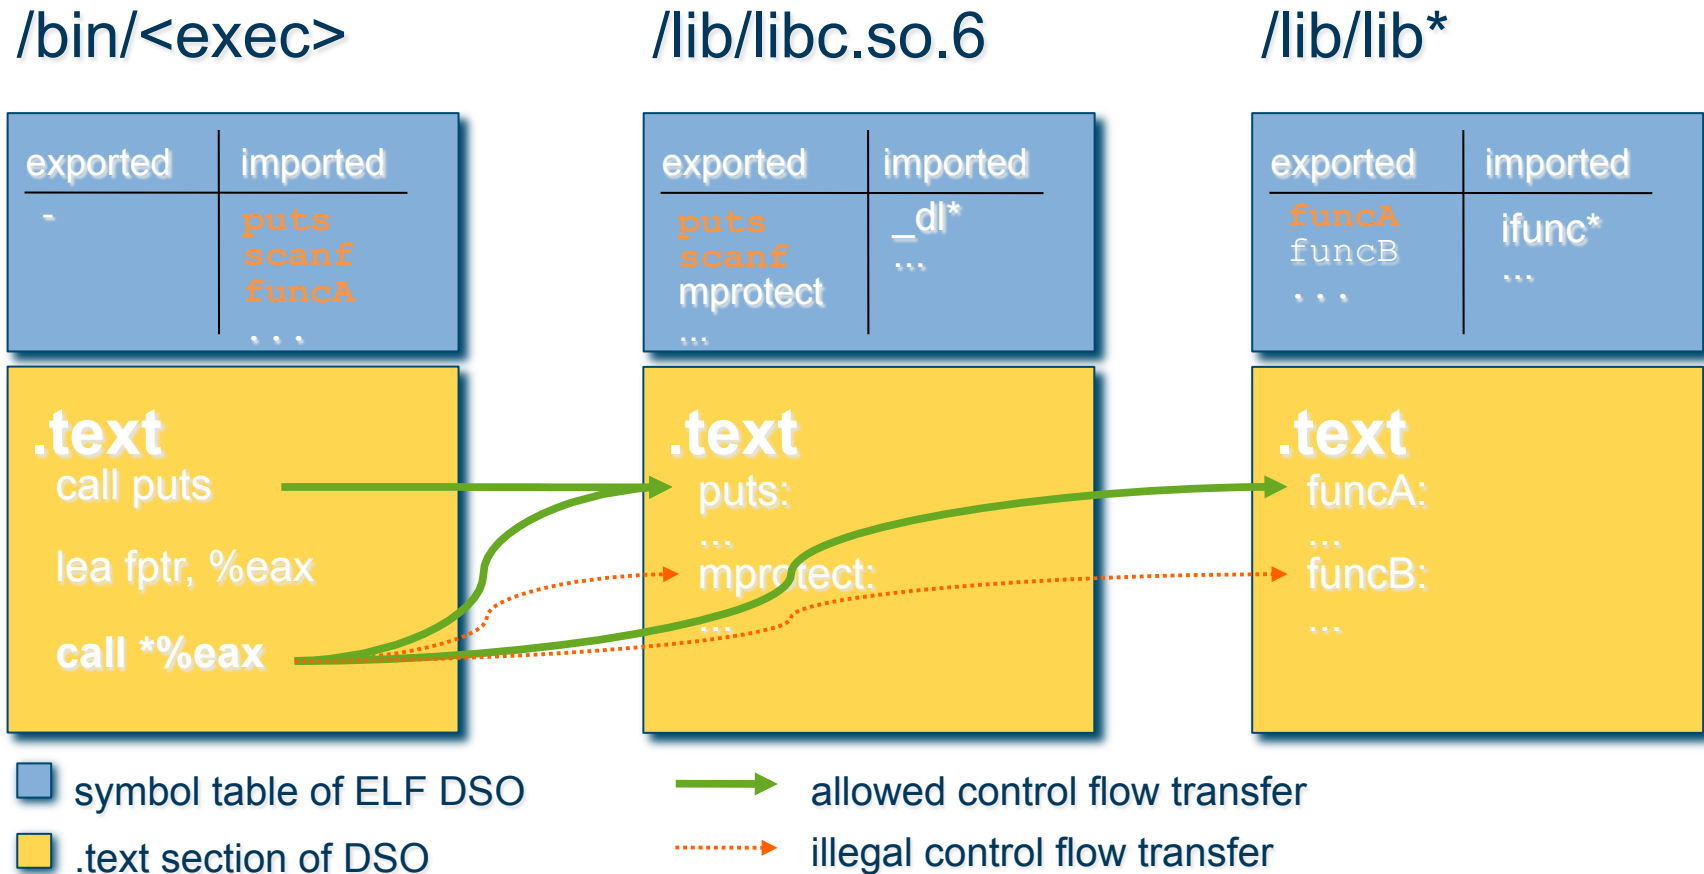 /bin/<exec>
exported imported
-
puts
scanf
funcA
...
.text
call puts
lea fptr, %eax
call *%eax
/lib/libc.so.6
exported imported
puts
scanf
mprotect
...
_dl*
...
.text
puts:
...
mprotect:
...
/lib/lib*
exported imported
funcA
funcB
...
ifunc*
...
.text
funcA:
...
funcB:
...
symbol table of ELF DSO
.text section of DSO
allowed control flow transfer
illegal control flow transfer